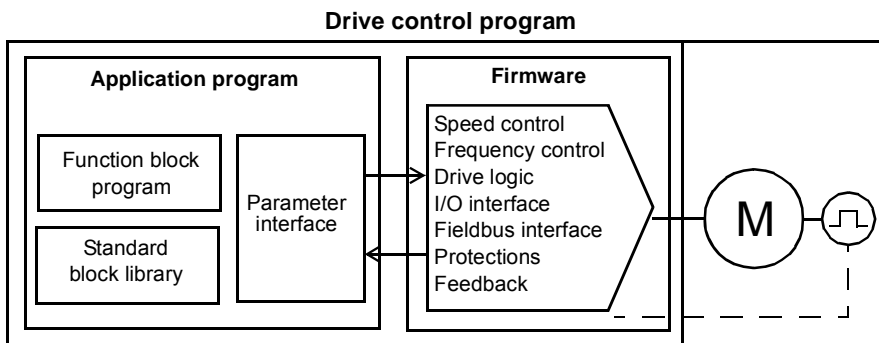 Drive control program
Application program
Function block
program
Standard
block library
Parameter
interface
Firmware
Speed control
Frequency control
Drive logic
I/O interface
Fieldbus interface
Protections
Feedback
M